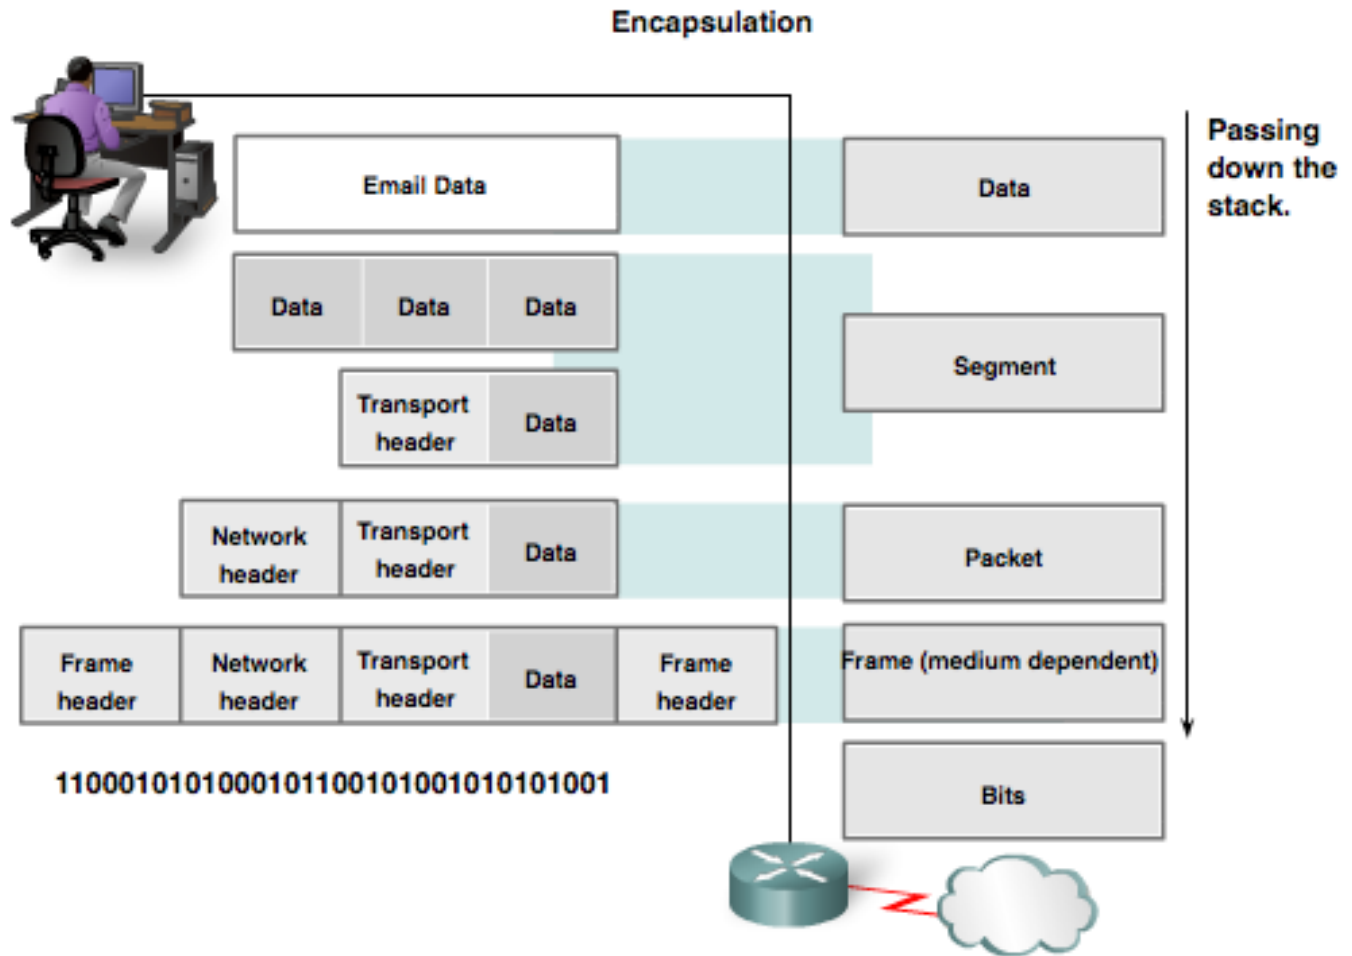 Encapsulation
Passing
down the
stack.
Email Data
Data
Data
Data
Data
Segment
Transport
header
Data
Network
header
Transport
header
Data
Packet
Frame
header
Network
header
Transport
header
Data
Frame
header
Frame (medium dependent)
1100010101000101100101001010101001
Bits